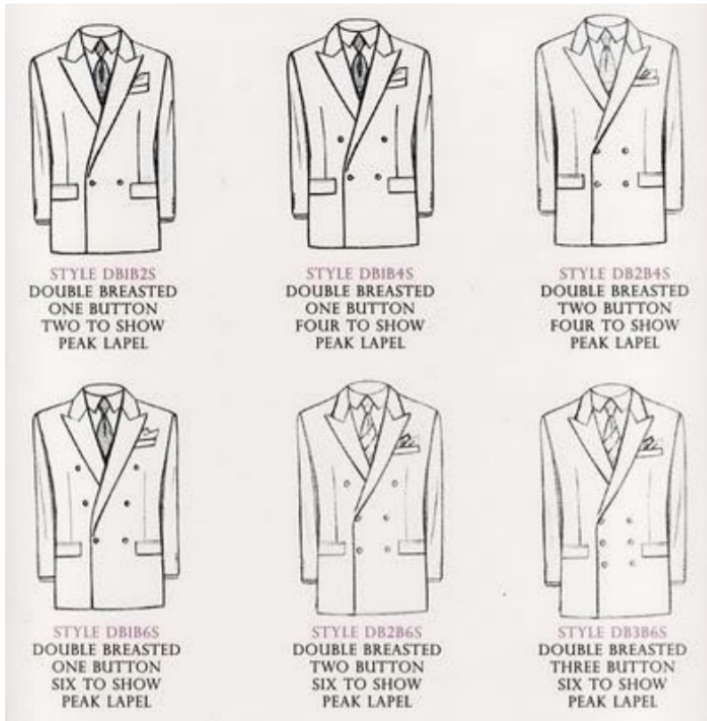 STYLE DB1B2S
DOUBLE BREASTED
ONE BUTTON
TWO TO SHOW
PEAK LAPEL
STYLE DB1B4S
DOUBLE BREASTED
ONE BUTTON
FOUR TO SHOW
PEAK LAPEL
STYLE DB2B4S
DOUBLE BREASTED
TWO BUTTON
FOUR TO SHOW
PEAK LAPEL
STYLE DB1B6S
DOUBLE BREASTED
ONE BUTTON
SIX TO SHOW
PEAK LAPEL
STYLE DB2B6S
DOUBLE BREASTED
TWO BUTTON
SIX TO SHOW
PEAK LAPEL
STYLE DB3B6S
DOUBLE BREASTED
THREE BUTTON
SIX TO SHOW
PEAK LAPEL